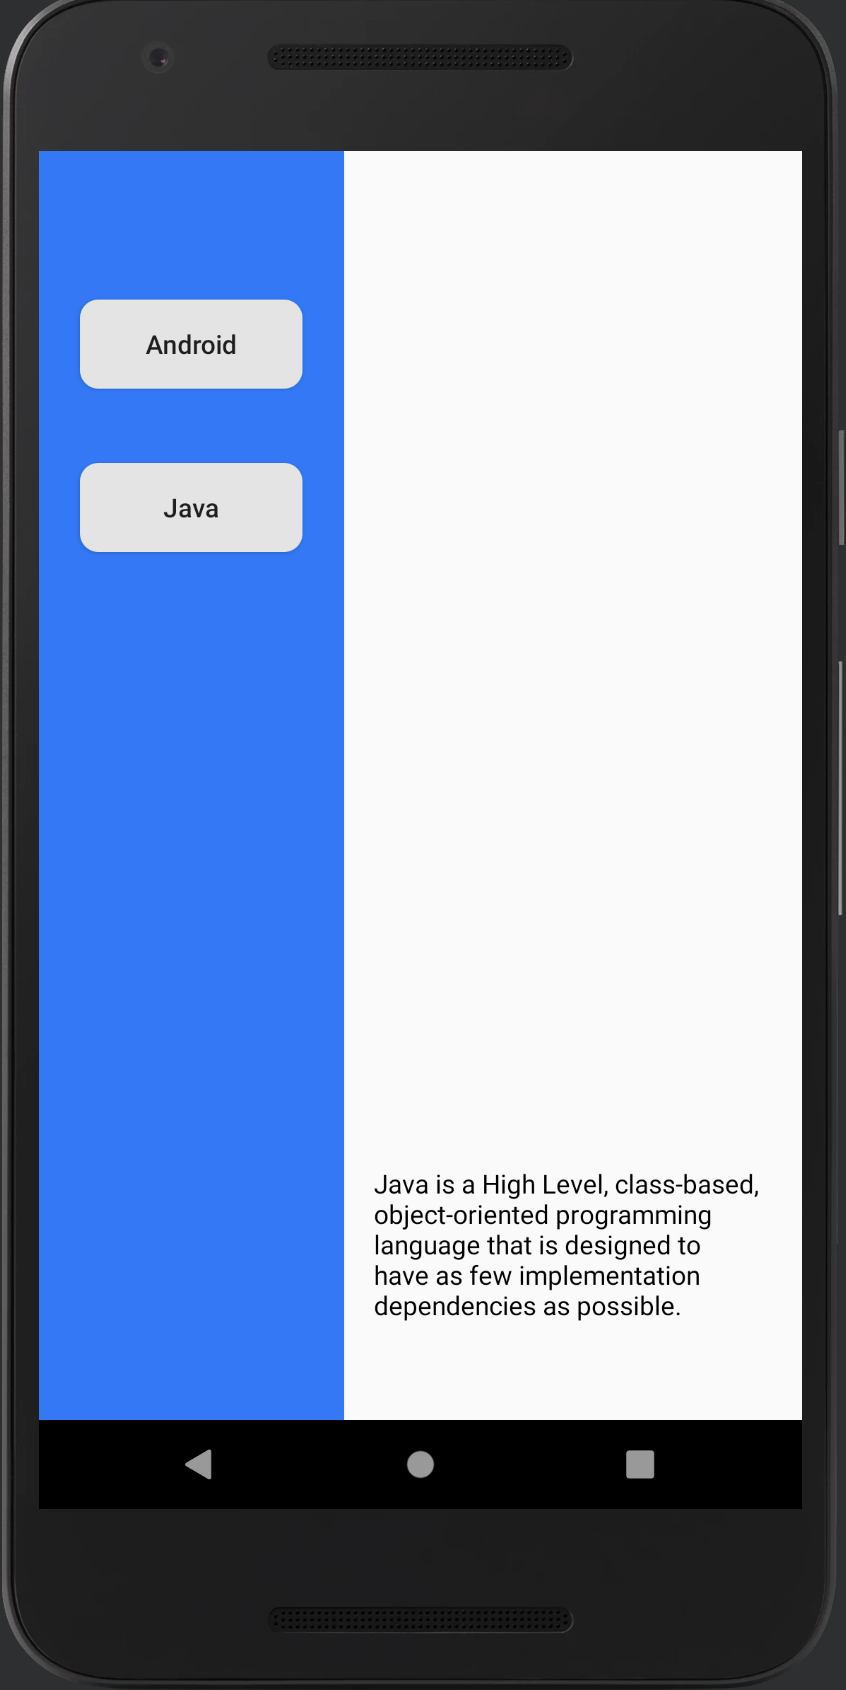 Android
Java
Java is a High Level, class-based,
object-oriented programming
language that is designed to
have as few implementation
dependencies as possible.